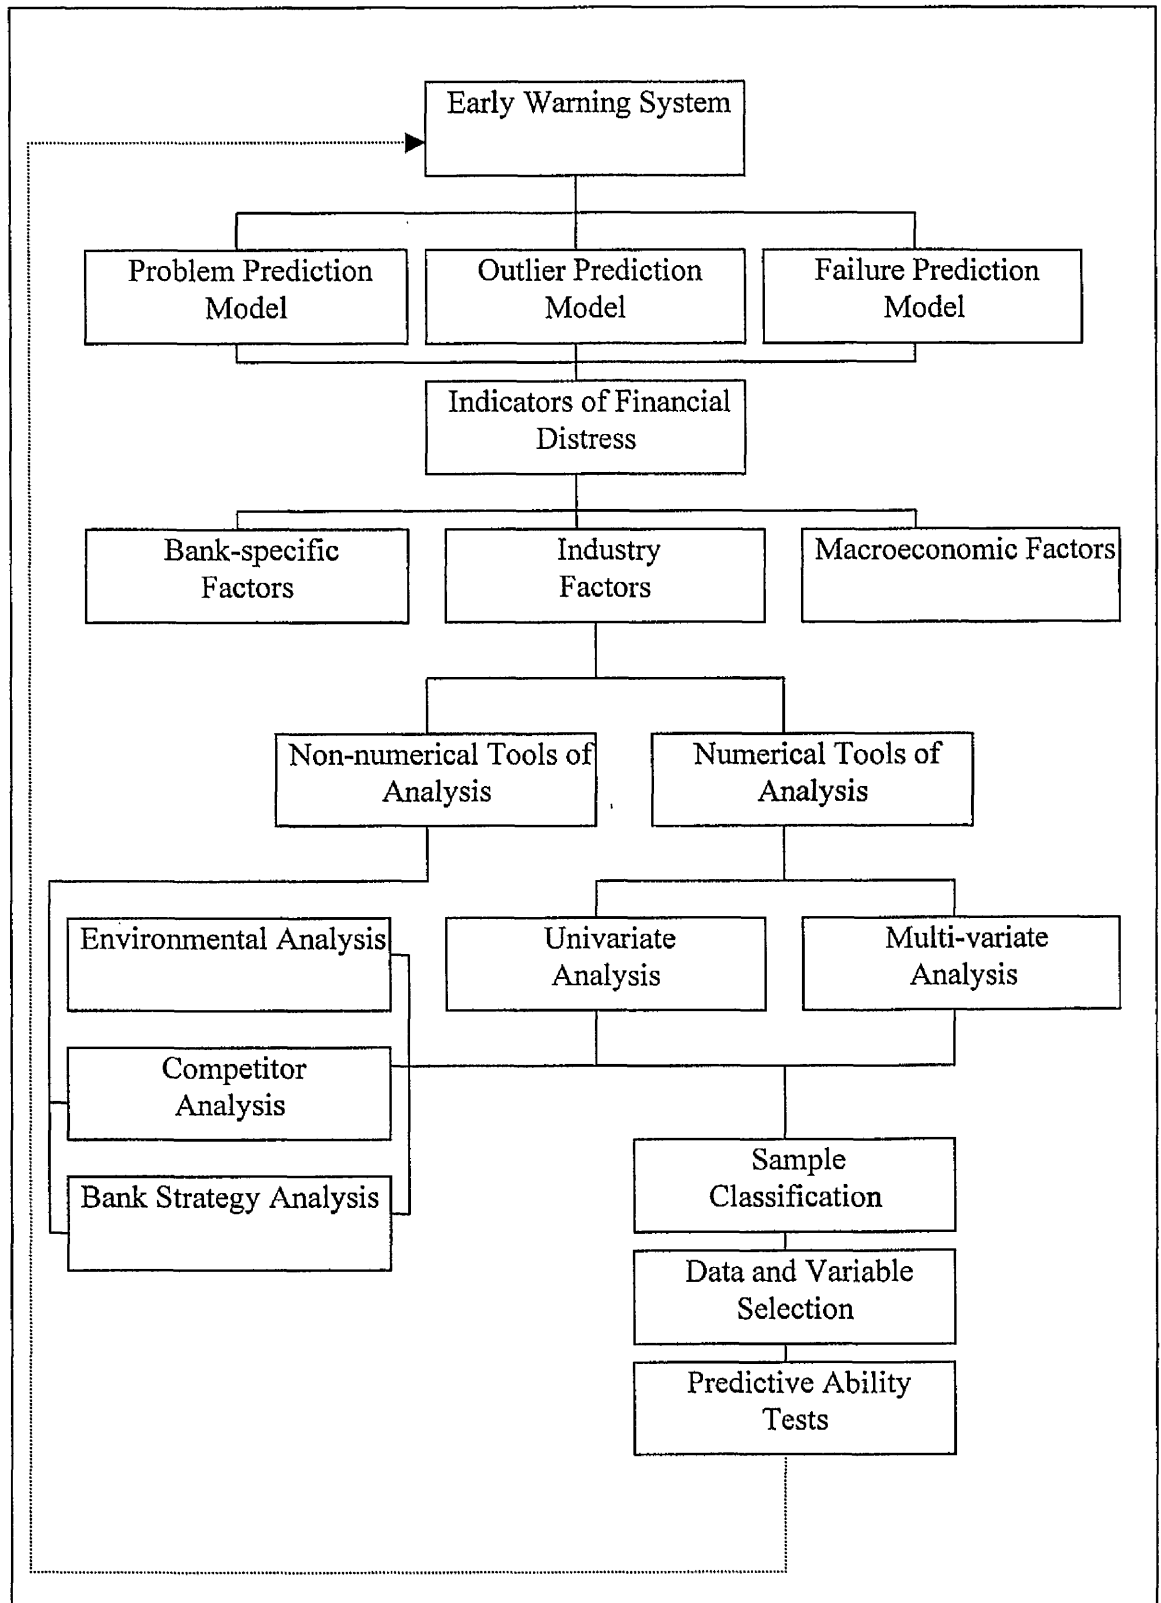 Early Warning System
Problem Prediction
Model
Outlier Prediction
Model
Failure Prediction
Model
Indicators of Financial
Distress
Bank-specific
Factors
Industry
Factors
Macroeconomic Factors
Non-numerical Tools of
Analysis
Numerical Tools of
Analysis
Environmental Analysis
Univariate
Analysis
Multi-variate
Analysis
Competitor
Analysis
Bank Strategy Analysis
Sample
Classification
Data and Variable
Selection
Predictive Ability
Tests